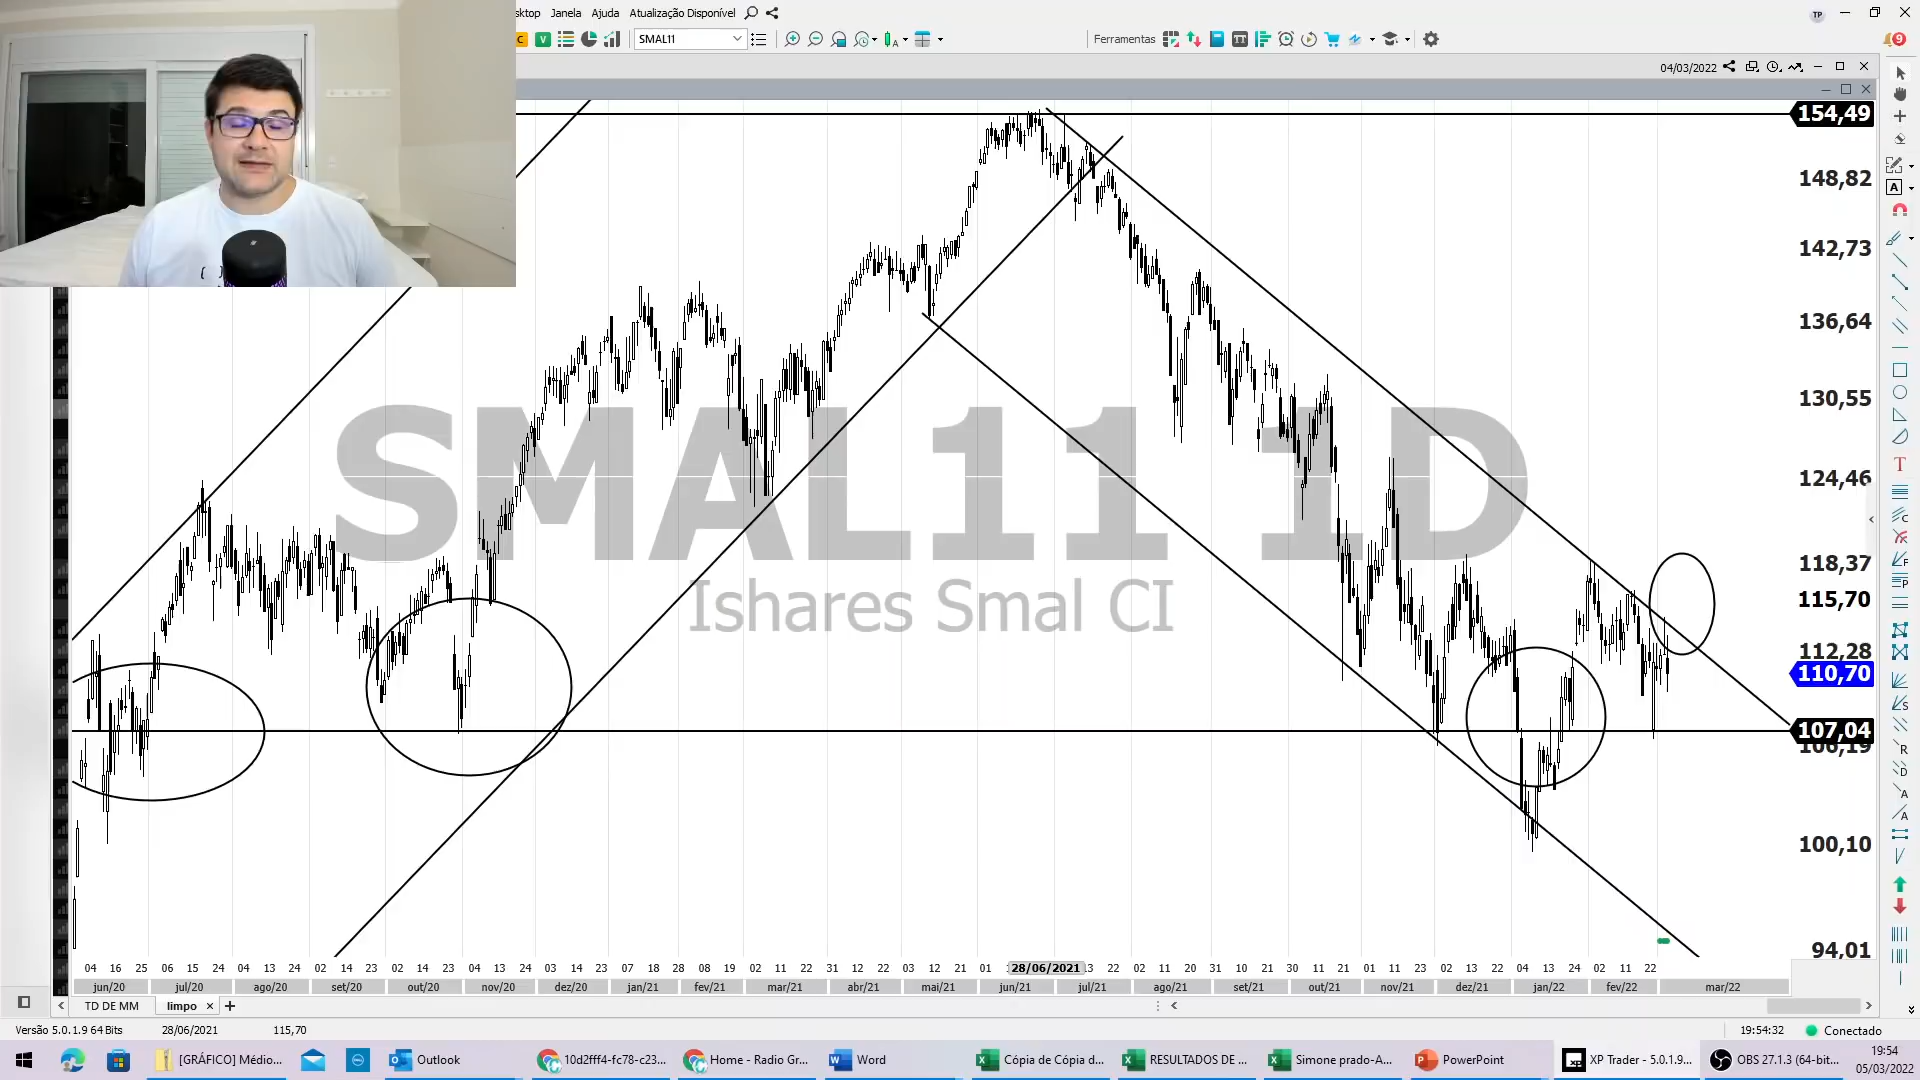 sktop Janela Ajuda Atualização Disponível
TP
C V SMAL11
Ferramentas
9
04/03/2022
154,49
148,82
142,73
136,64
130,55
124,46
118,37
115,70
112,28
110,70
107,04
106,19
100,10
94,01
SMAL11 1D
Ishares Smal CI
04 16 25 06 15 24 04 13 24 02 14 23 02 14 23 04 13 24 03 14 23 07 18 28 08 19 02 11 22 31 12 22 03 12 21 01 28/06/2021 13 22 02 11 20 31 10 21 30 11 21 01 11 23 02 13 22 04 13 24 02 11 22
jun/20 jul/20 ago/20 set/20 out/20 nov/20 dez/20 jan/21 fev/21 mar/21 abr/21 mai/21 jun/21 jul/21 ago/21 set/21 out/21 nov/21 dez/21 jan/22 fev/22 mar/22
TD DE MM limpo
Versão 5.0.1.9 64 Bits 28/06/2021 115,70
19:54:32 Conectado
[GRÁFICO] Médio... Outlook 10d2fff4-fc78-c23... Home - Radio Gr... Word Cópia de Cópia d... RESULTADOS DE ... Simone prado-A... PowerPoint XP Trader - 5.0.1.9... OBS 27.1.3 (64-bit...
19:54
05/03/2022